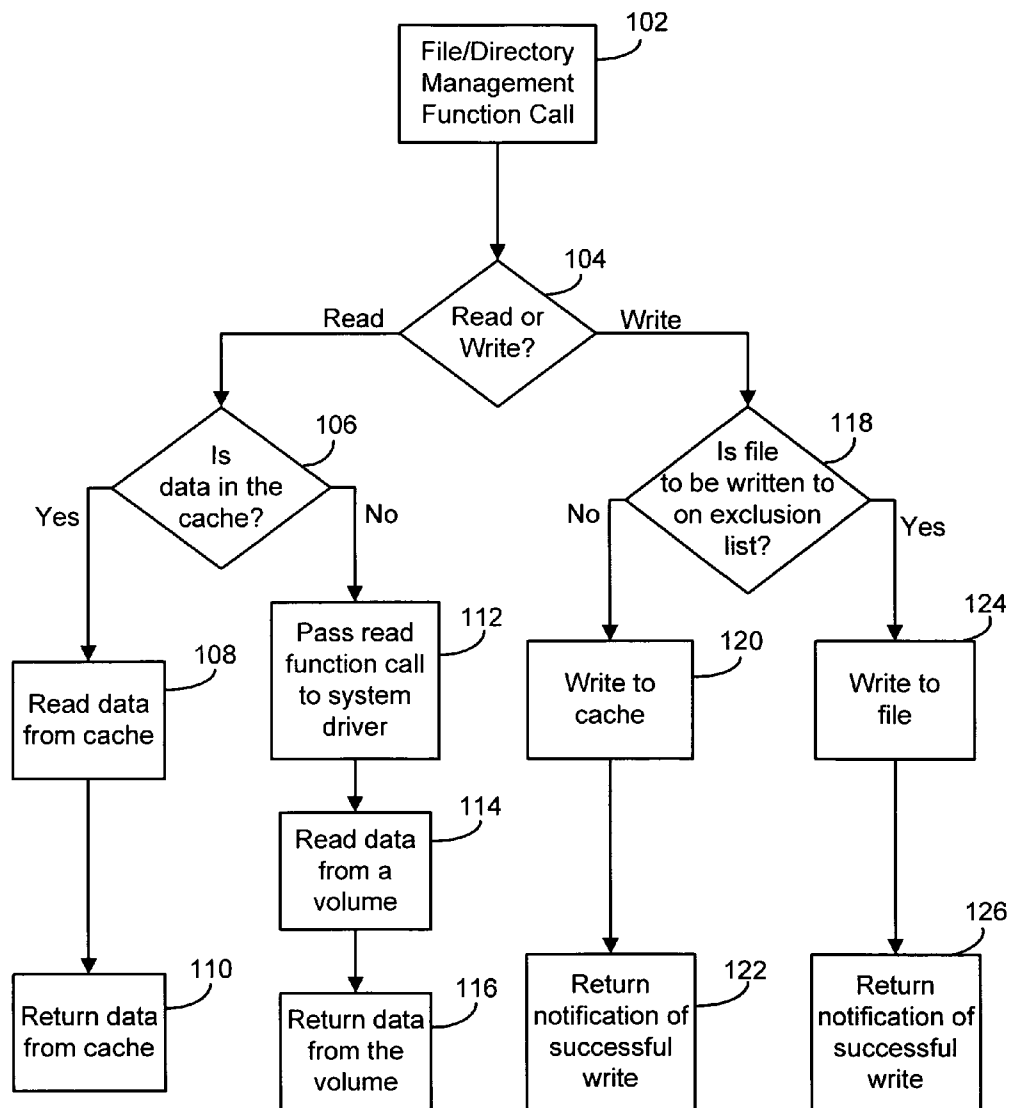 102
File/Directory
Management
Function Call
104
Read
Read or
Write?
Write
106
Is
data in the
cache?
Yes
No
118
Is file
to be written to
on exclusion
list?
No
Yes
108
Read data
from cache
112
Pass read
function call
to system
driver
120
Write to
cache
124
Write to
file
114
Read data
from a
volume
110
Return data
from cache
116
Return data
from the
volume
122
Return
notification of
successful
write
126
Return
notification of
successful
write